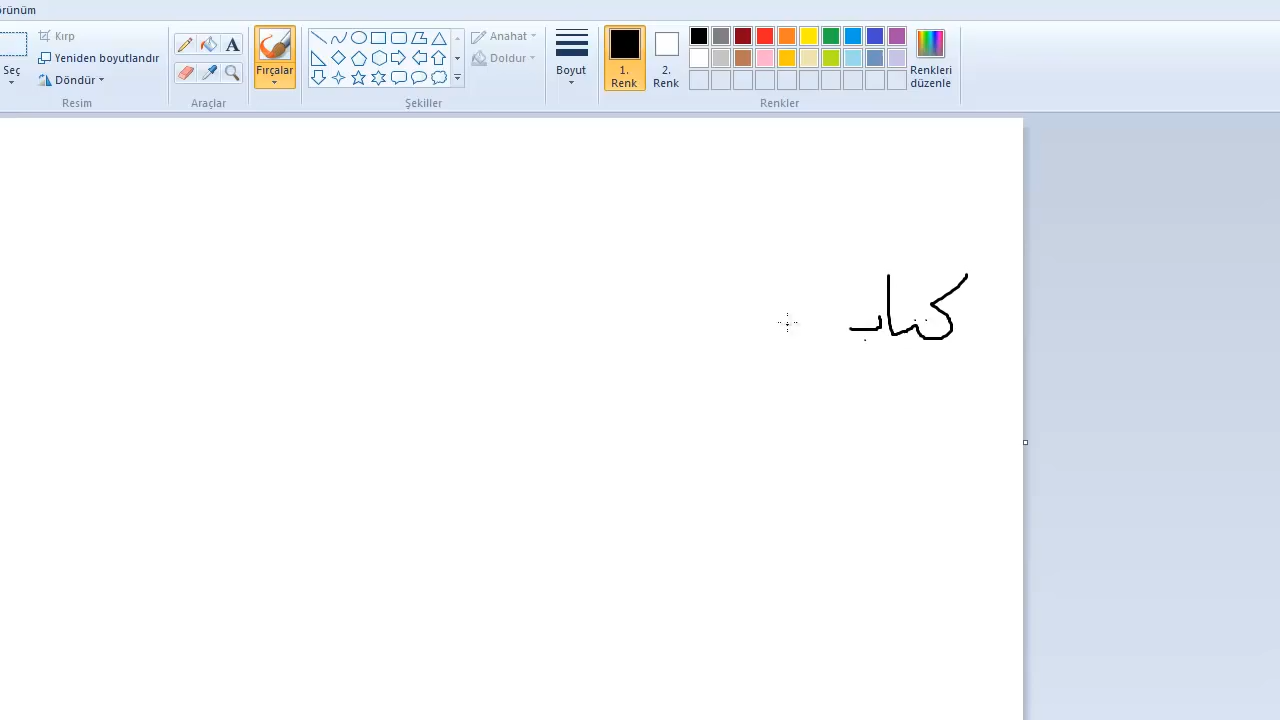 örünüm
Seç
Kırp
Yeniden boyutlandır
Döndür
Resim
A
Araçlar
Fırçalar
Şekiller
Anahat
Doldur
Boyut
1.
Renk
2.
Renk
Renkler
Renkleri
düzenle
كتاب